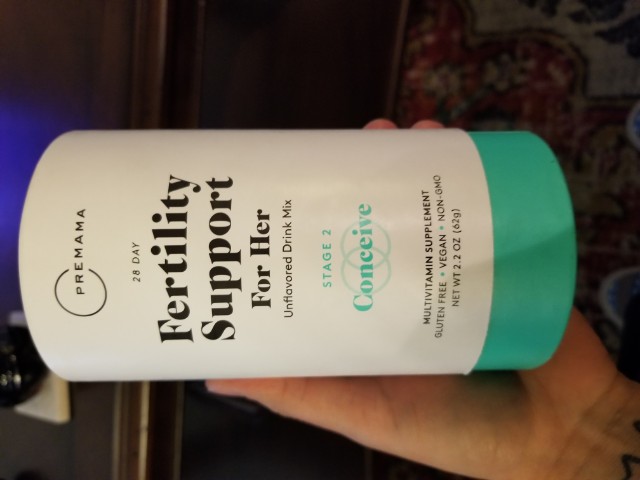 PREMAMA
28 DAY
Fertility
Support
For Her
Unflavored Drink Mix
STAGE 2
Conceive
MULTIVITAMIN SUPPLEMENT
GLUTEN FREE • VEGAN • NON-GMO
NET WT 2.2 OZ (62g)